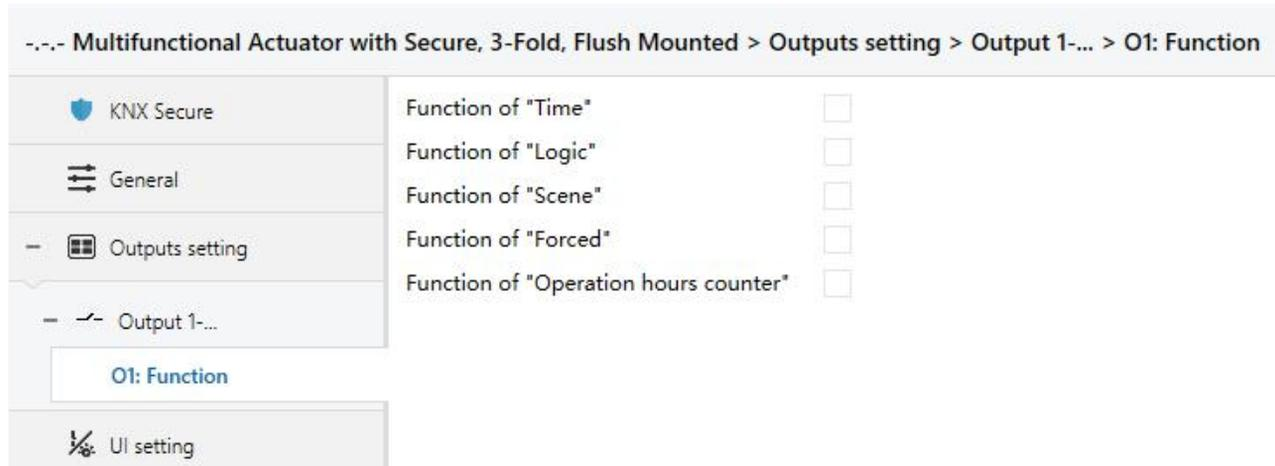 -.-.- Multifunctional Actuator with Secure, 3-Fold, Flush Mounted > Outputs setting > Output 1-... > O1: Function
KNX Secure
General
Outputs setting
Output 1-...
O1: Function
UI setting
Function of "Time"
Function of "Logic"
Function of "Scene"
Function of "Forced"
Function of "Operation hours counter"